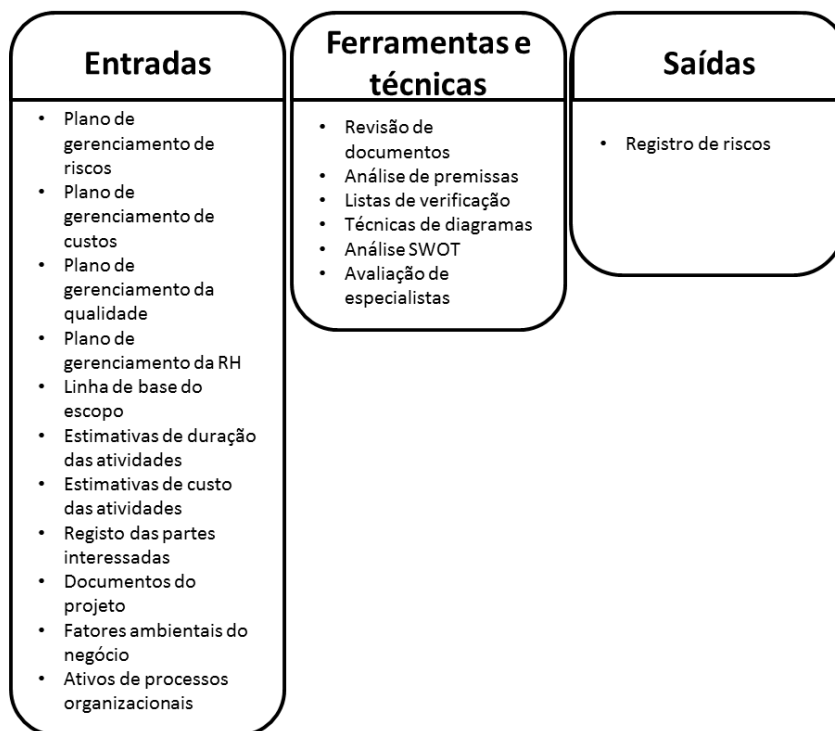 Entradas
• Plano de
gerenciamento de
riscos
• Plano de
gerenciamento de
custos
• Plano de
gerenciamento da
qualidade
• Plano de
gerenciamento da RH
• Linha de base do
escopo
• Estimativas de duração
das atividades
• Estimativas de custo
das atividades
• Registo das partes
interessadas
• Documentos do
projeto
• Fatores ambientais do
negócio
• Ativos de processos
organizacionais
Ferramentas e
técnicas
• Revisão de
documentos
• Análise de premissas
• Listas de verificação
• Técnicas de diagramas
• Análise SWOT
• Avaliação de
especialistas
Saídas
• Registro de riscos